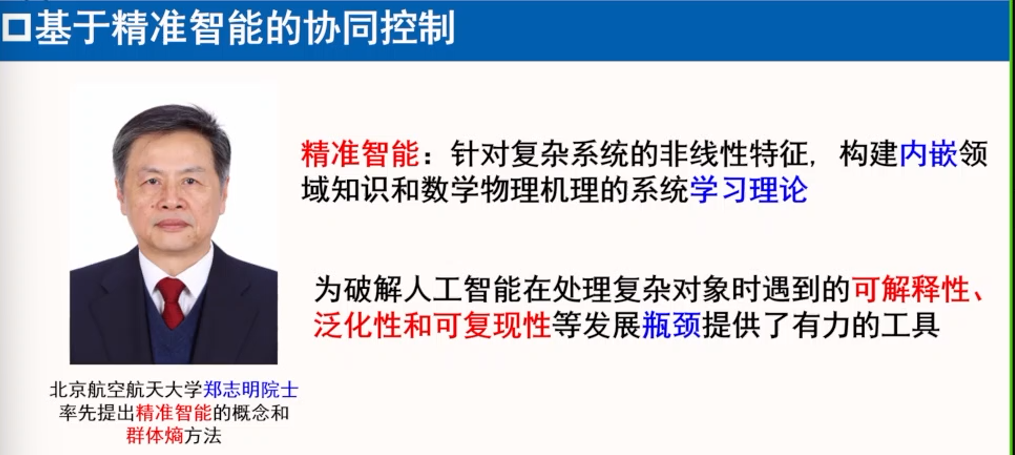 基于精准智能的协同控制
精准智能：针对复杂系统的非线性特征，构建内嵌领
域知识和数学物理机理的系统学习理论
为破解人工智能在处理复杂对象时遇到的可解释性、
泛化性和可复现性等发展瓶颈提供了有力的工具
北京航空航天大学郑志明院士
率先提出精准智能的概念和
群体熵方法